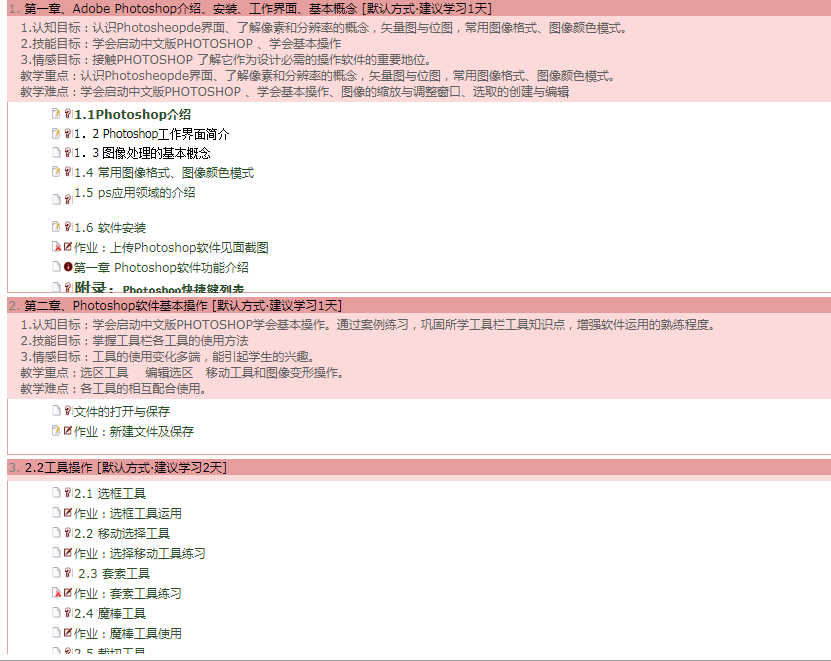 1. 第一章、Adobe Photoshop介绍、安装、工作界面、基本概念 [默认方式·建议学习1天]
1.认知目标：认识Photosheopde界面、了解像素和分辨率的概念，矢量图与位图，常用图像格式、图像颜色模式。
2.技能目标：学会启动中文版PHOTOSHOP 、学会基本操作
3.情感目标：接触PHOTOSHOP 了解它作为设计必需的操作软件的重要地位。
教学重点：认识Photosheopde界面、了解像素和分辨率的概念，矢量图与位图，常用图像格式、图像颜色模式。
教学难点：学会启动中文版PHOTOSHOP 、学会基本操作、图像的缩放与调整窗口、选取的创建与编辑
1.1Photoshop介绍
1．2 Photoshop工作界面简介
1．3 图像处理的基本概念
1.4 常用图像格式、图像颜色模式
1.5 ps应用领域的介绍
1.6 软件安装
作业：上传Photoshop软件见面截图
第一章 Photoshop软件功能介绍
附录：Photoshop快捷键列表
2. 第二章、Photoshop软件基本操作 [默认方式·建议学习1天]
1.认知目标：学会启动中文版PHOTOSHOP学会基本操作。通过案例练习，巩固所学工具栏工具知识点，增强软件运用的熟练程度。
2.技能目标：掌握工具栏各工具的使用方法
3.情感目标：工具的使用变化多端，能引起学生的兴趣。
教学重点：选区工具 编辑选区 移动工具和图像变形操作。
教学难点：各工具的相互配合使用。
文件的打开与保存
作业：新建文件及保存
3. 2.2工具操作 [默认方式·建议学习2天]
2.1 选框工具
作业：选框工具运用
2.2 移动选择工具
作业：选择移动工具练习
2.3 套索工具
作业：套索工具练习
2.4 魔棒工具
作业：魔棒工具使用
2.5 裁切工具